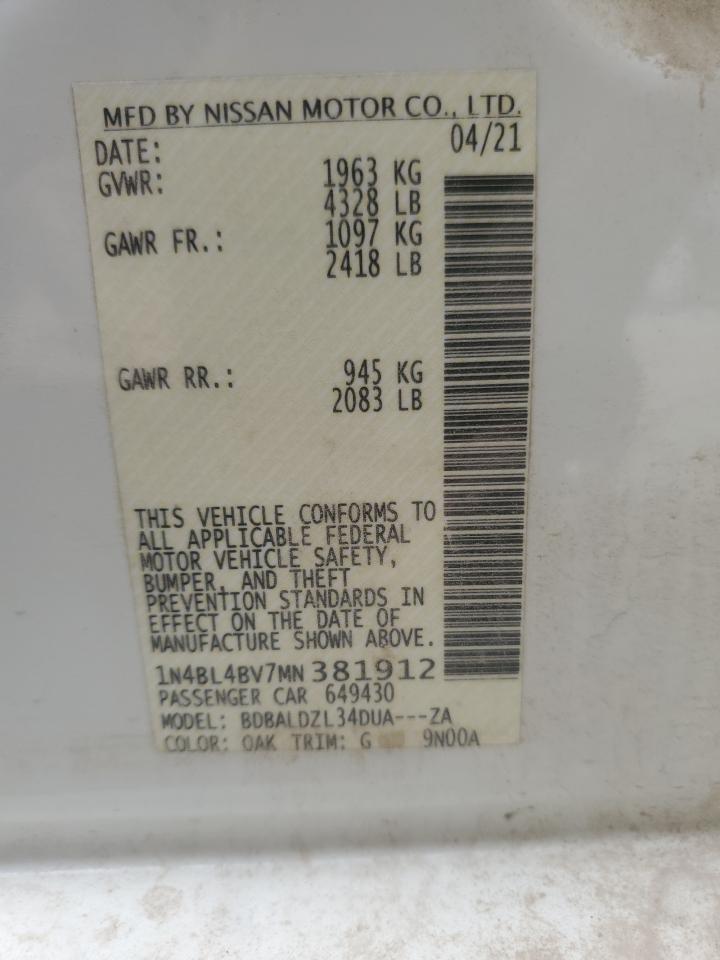 MFD BY NISSAN MOTOR CO., LTD.
DATE: 04/21
GVWR: 1963 KG
4328 LB
GAWR FR.: 1097 KG
2418 LB
GAWR RR.: 945 KG
2083 LB
THIS VEHICLE CONFORMS TO
ALL APPLICABLE FEDERAL
MOTOR VEHICLE SAFETY,
BUMPER, AND THEFT
PREVENTION STANDARDS IN
EFFECT ON THE DATE OF
MANUFACTURE SHOWN ABOVE.
1N4BL4BV7MN381912
PASSENGER CAR 649430
MODEL: BDBALDZL34DUA---ZA
COLOR: QAK TRIM: G 9N00A